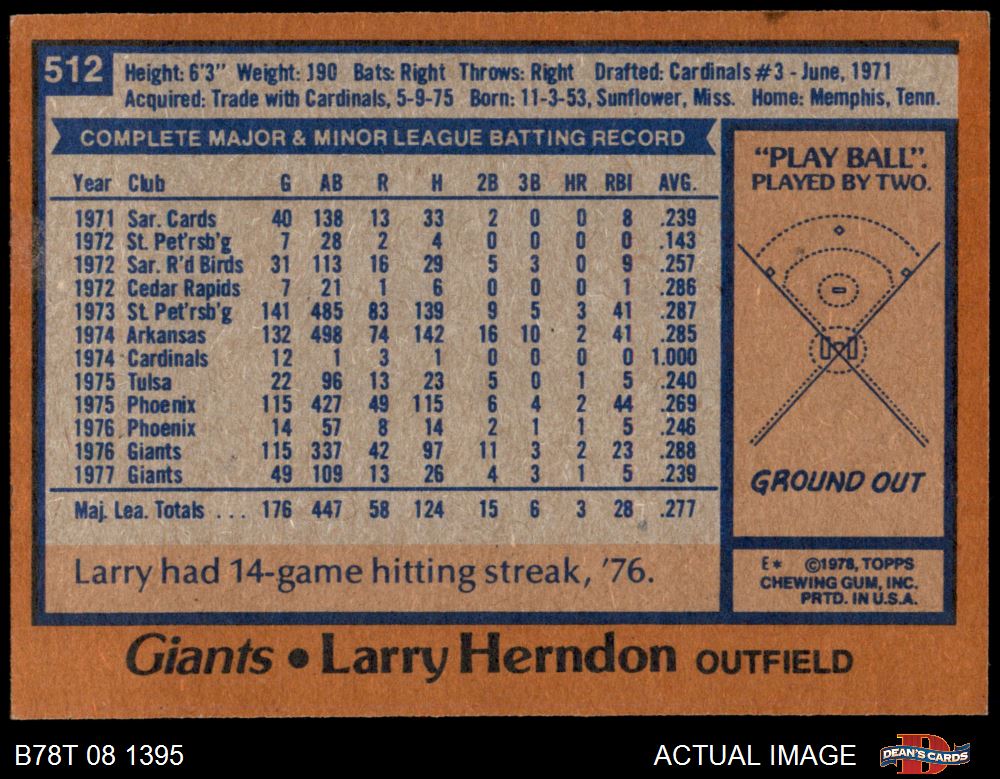 512
Height: 6'3" Weight: 190 Bats: Right Throws: Right Drafted: Cardinals #3 - June, 1971
Acquired: Trade with Cardinals, 5-9-75 Born: 11-3-53, Sunflower, Miss. Home: Memphis, Tenn.
COMPLETE MAJOR & MINOR LEAGUE BATTING RECORD
Year Club G AB R H 2B 3B HR RBI AVG.
1971 Sar. Cards 40 138 13 33 2 0 0 8 .239
1972 St. Pet'rsb'g 7 28 2 4 0 0 0 0 .143
1972 Sar. R'd Birds 31 113 16 29 5 3 0 9 .257
1972 Cedar Rapids 7 21 1 6 0 0 0 1 .286
1973 St. Pet'rsb'g 141 485 83 139 9 5 3 41 .287
1974 Arkansas 132 498 74 142 16 10 2 41 .285
1974 Cardinals 12 1 3 1 0 0 0 0 1.000
1975 Tulsa 22 96 13 23 5 0 1 5 .240
1975 Phoenix 115 427 49 115 6 4 2 44 .269
1976 Phoenix 14 57 8 14 2 1 1 5 .246
1976 Giants 115 337 42 97 11 3 2 23 .288
1977 Giants 49 109 13 26 4 3 1 5 .239
Maj. Lea. Totals . . . 176 447 58 124 15 6 3 28 .277
Larry had 14-game hitting streak, '76.
"PLAY BALL".
PLAYED BY TWO.
GROUND OUT
E* ©1978, TOPPS
CHEWING GUM, INC.
PRTD. IN U.S.A.
Giants • Larry Herndon OUTFIELD
B78T 08 1395
ACTUAL IMAGE
DEAN'S CARDS